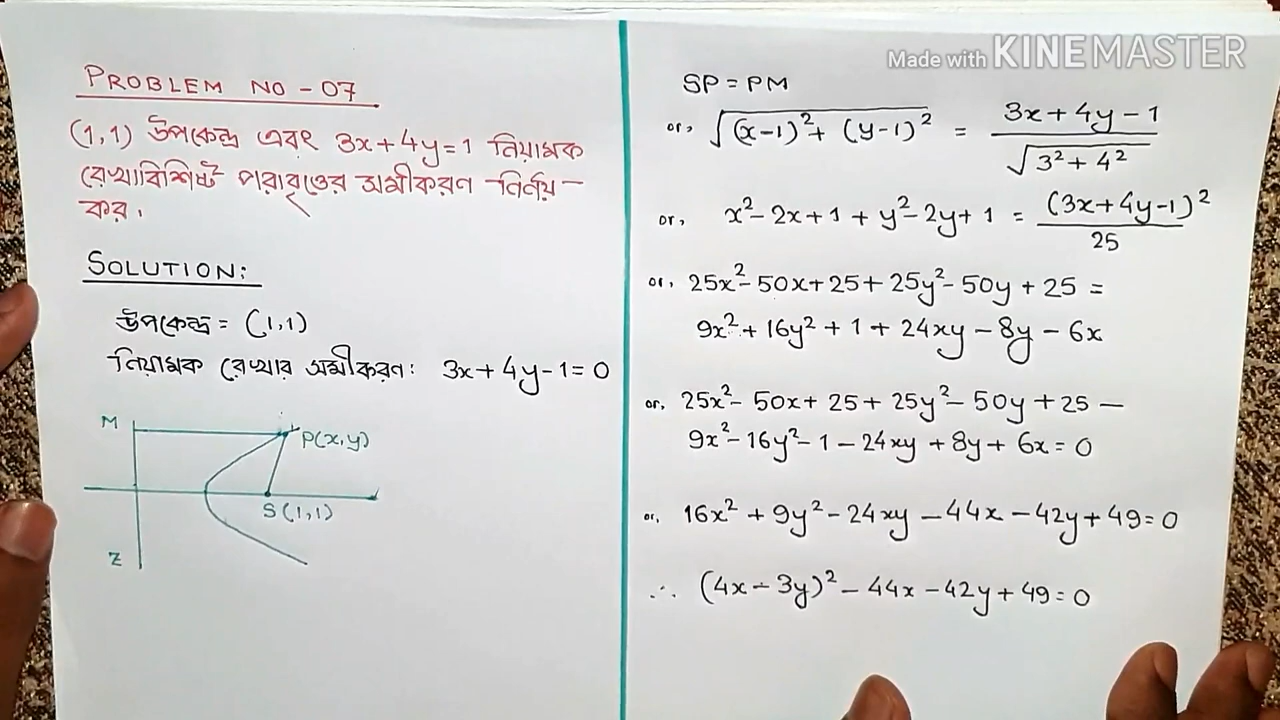 PROBLEM NO - 07
(1,1) উপকেন্দ্র এবং 3x+4y=1 নিয়ামক
রেখাবিশিষ্ট পরাবৃত্তের সমীকরণ নির্ণয়
কর।
SOLUTION:
উপকেন্দ্র = (1,1)
নিয়ামক রেখার সমীকরণ: 3x+4y-1=0
M
P(x,y)
S(1,1)
Z
Made with KINEMASTER
SP = PM
or, √((x-1)²+(y-1)²) = (3x+4y-1)/√(3²+4²)
or, x²-2x+1+y²-2y+1 = (3x+4y-1)²/25
or, 25x²-50x+25+25y²-50y+25 =
9x²+16y²+1+24xy-8y-6x
or, 25x²-50x+25+25y²-50y+25-
9x²-16y²-1-24xy+8y+6x=0
or, 16x²+9y²-24xy-44x-42y+49=0
∴ (4x-3y)²-44x-42y+49=0